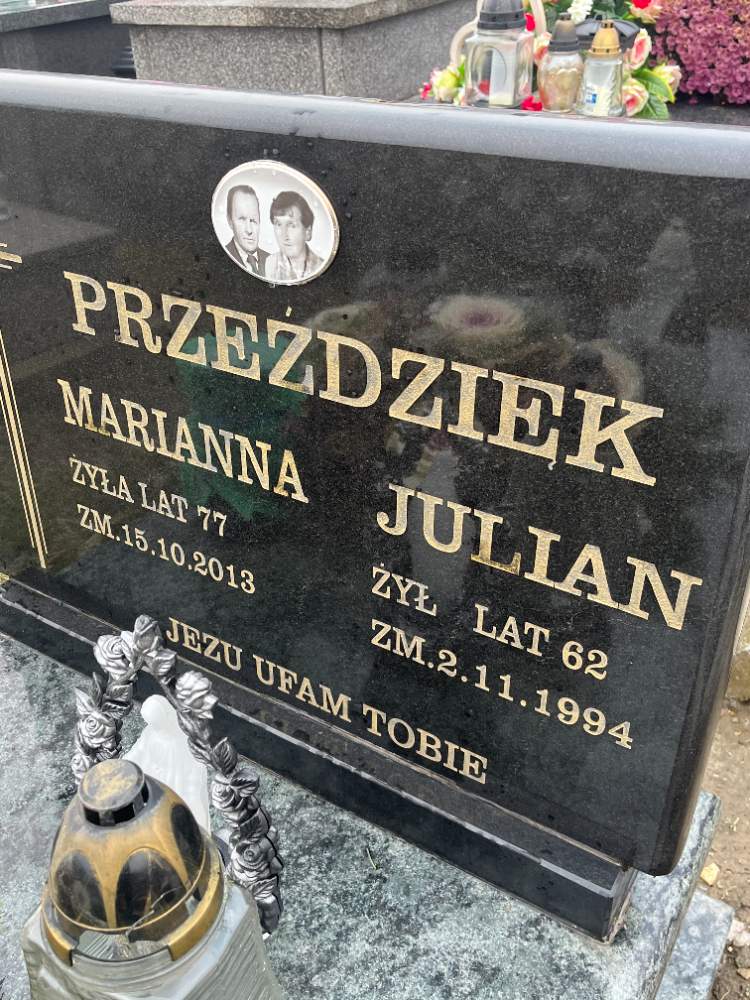 PRZEŹDZIĘK
MARIANNA
ŻYŁA LAT 77
ZM.15.10.2013
JULIAN
ŻYŁ LAT 62
ZM.2.11.1994
JEZU UFAM TOBIE